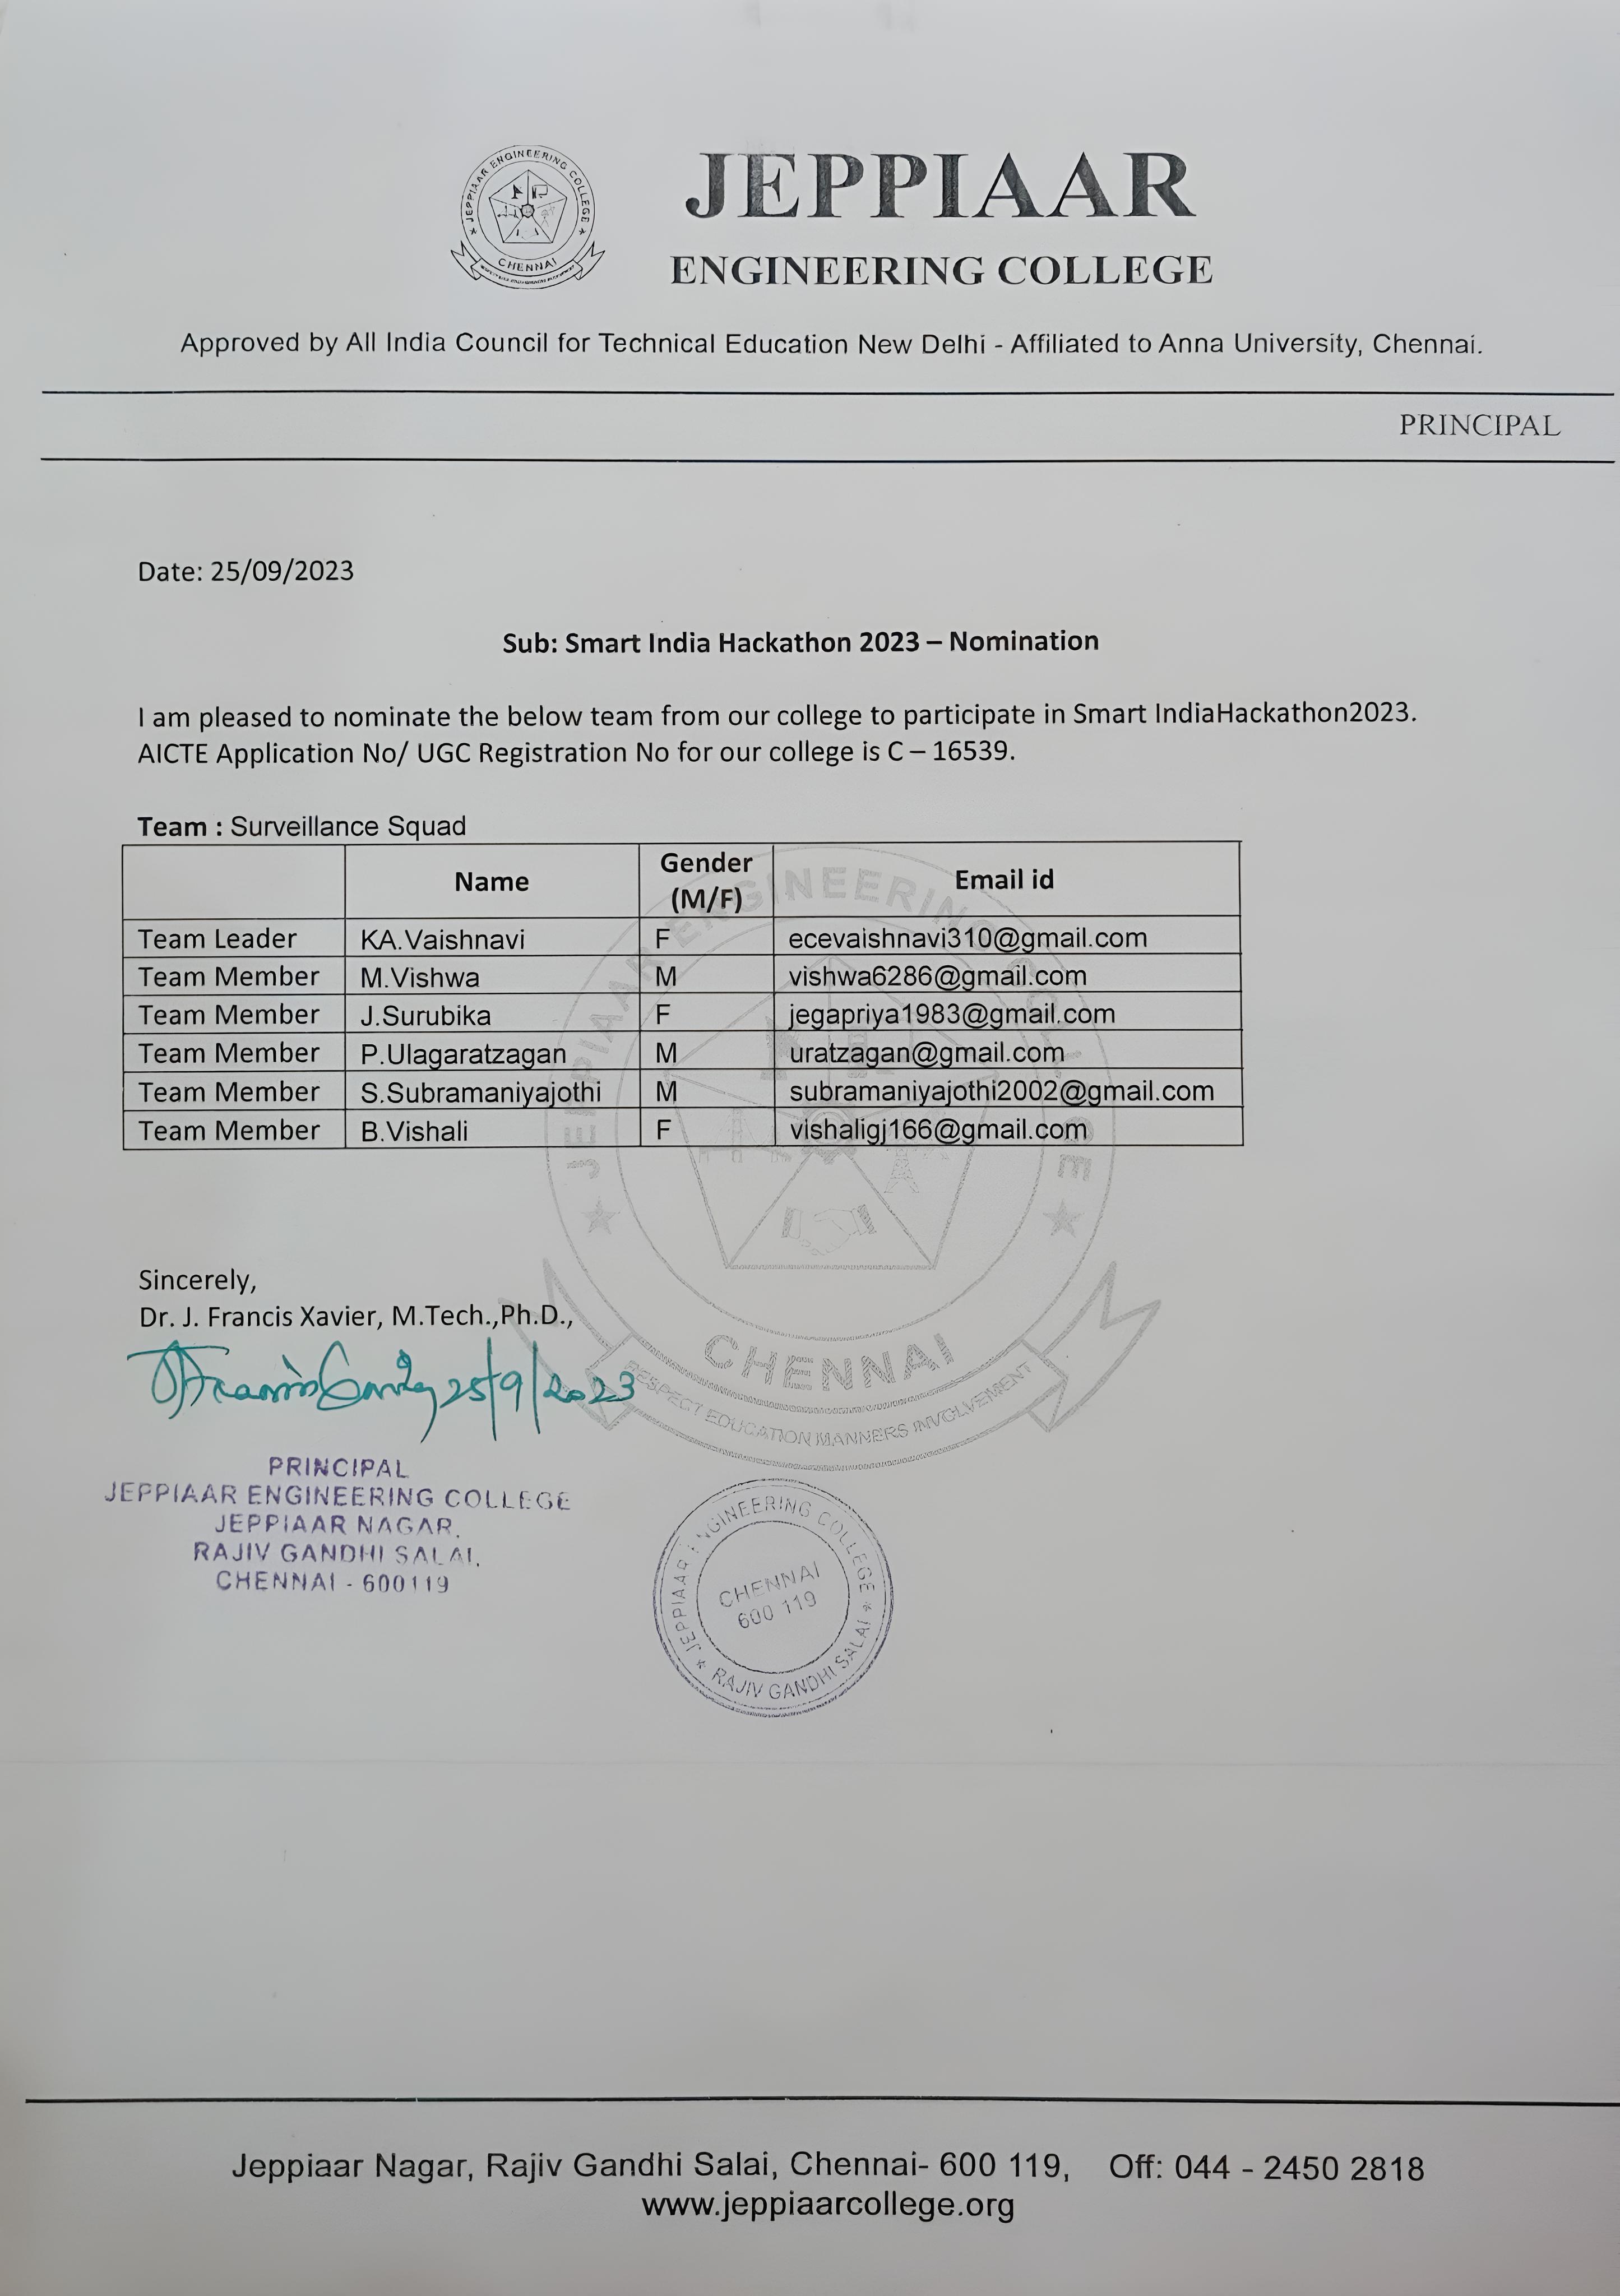 ★ JEPPIAAR ENGINEERING COLLEGE ★
CHENNAI
JEPPIAAR
ENGINEERING COLLEGE
Approved by All India Council for Technical Education New Delhi - Affiliated to Anna University, Chennai.
PRINCIPAL
Date: 25/09/2023
Sub: Smart India Hackathon 2023 – Nomination
I am pleased to nominate the below team from our college to participate in Smart IndiaHackathon2023.
AICTE Application No/ UGC Registration No for our college is C – 16539.
Team : Surveillance Squad
Name Gender (M/F) Email id
Team Leader KA.Vaishnavi F ecevaishnavi310@gmail.com
Team Member M.Vishwa M vishwa6286@gmail.com
Team Member J.Surubika F jegapriya1983@gmail.com
Team Member P.Ulagaratzagan M uratzagan@gmail.com
Team Member S.Subramaniyajothi M subramaniyajothi2002@gmail.com
Team Member B.Vishali F vishaligj166@gmail.com
★ JEPPIAAR ENGINEERING COLLEGE ★
CHENNAI
RESPECT EDUCATION MANNERS INVOLVEMENT
Sincerely,
Dr. J. Francis Xavier, M.Tech.,Ph.D.,
25/9/2023
PRINCIPAL
JEPPIAAR ENGINEERING COLLEGE
JEPPIAAR NAGAR,
RAJIV GANDHI SALAI,
CHENNAI - 600119
JEPPIAAR ENGINEERING COLLEGE
CHENNAI
600 119
★ RAJIV GANDHI SALAI ★
Jeppiaar Nagar, Rajiv Gandhi Salai, Chennai- 600 119, Off: 044 - 2450 2818
www.jeppiaarcollege.org